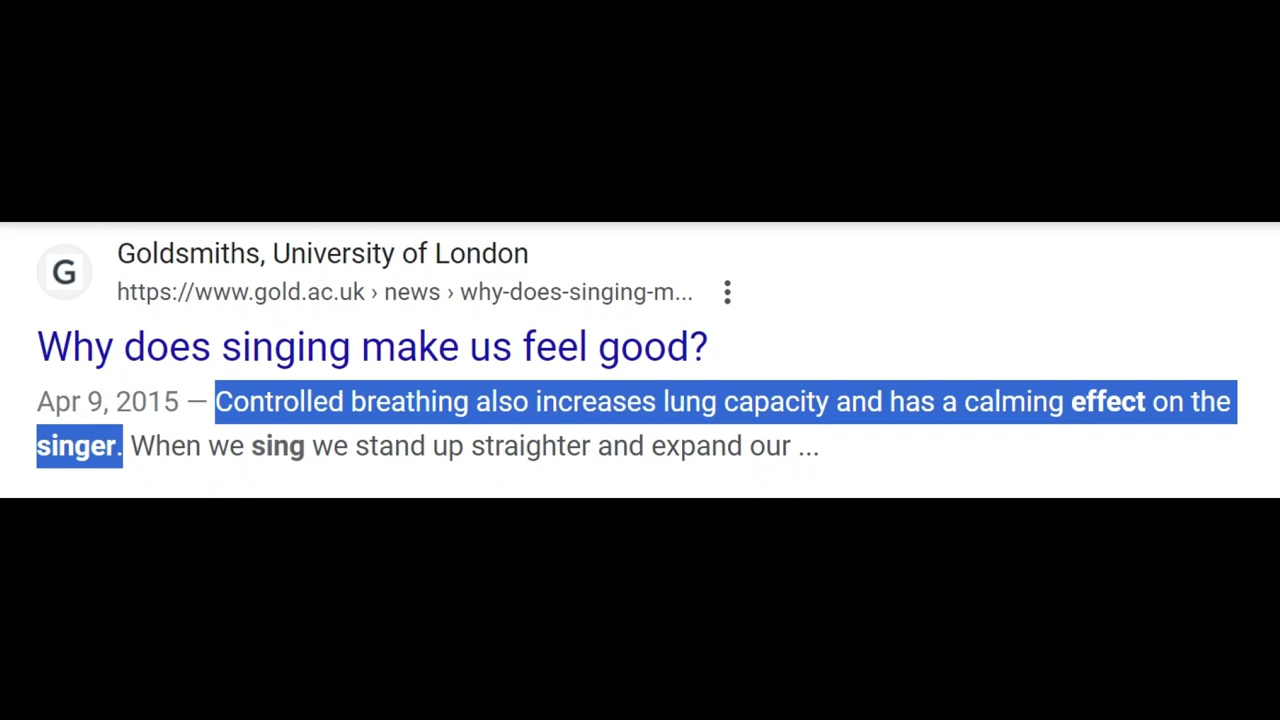 G
Goldsmiths, University of London
https://www.gold.ac.uk › news › why-does-singing-m...
Why does singing make us feel good?
Apr 9, 2015 — Controlled breathing also increases lung capacity and has a calming effect on the
singer. When we sing we stand up straighter and expand our ...